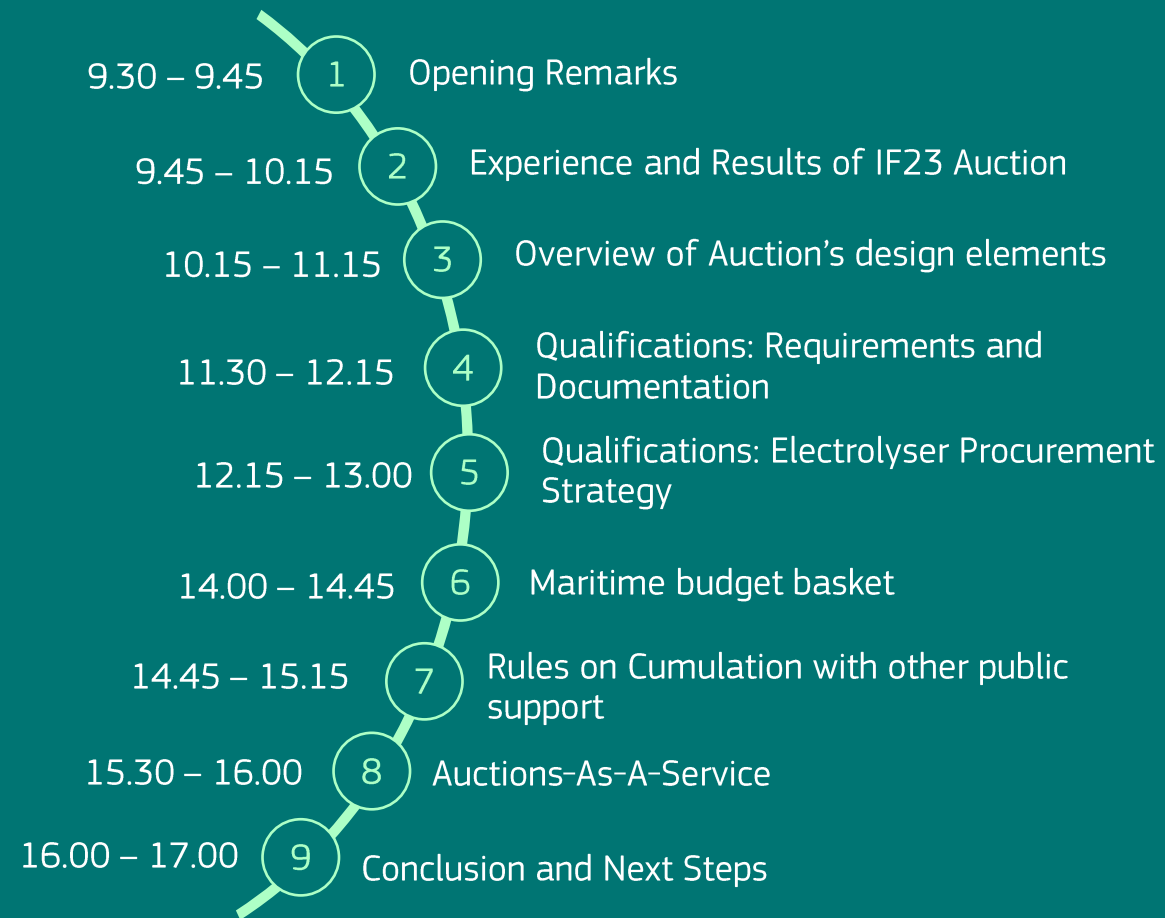 9.30 – 9.45 1 Opening Remarks
9.45 – 10.15 2 Experience and Results of IF23 Auction
10.15 – 11.15 3 Overview of Auction’s design elements
11.30 – 12.15 4 Qualifications: Requirements and
Documentation
12.15 – 13.00 5 Qualifications: Electrolyser Procurement
Strategy
14.00 – 14.45 6 Maritime budget basket
14.45 – 15.15 7 Rules on Cumulation with other public
support
15.30 – 16.00 8 Auctions-As-A-Service
16.00 – 17.00 9 Conclusion and Next Steps